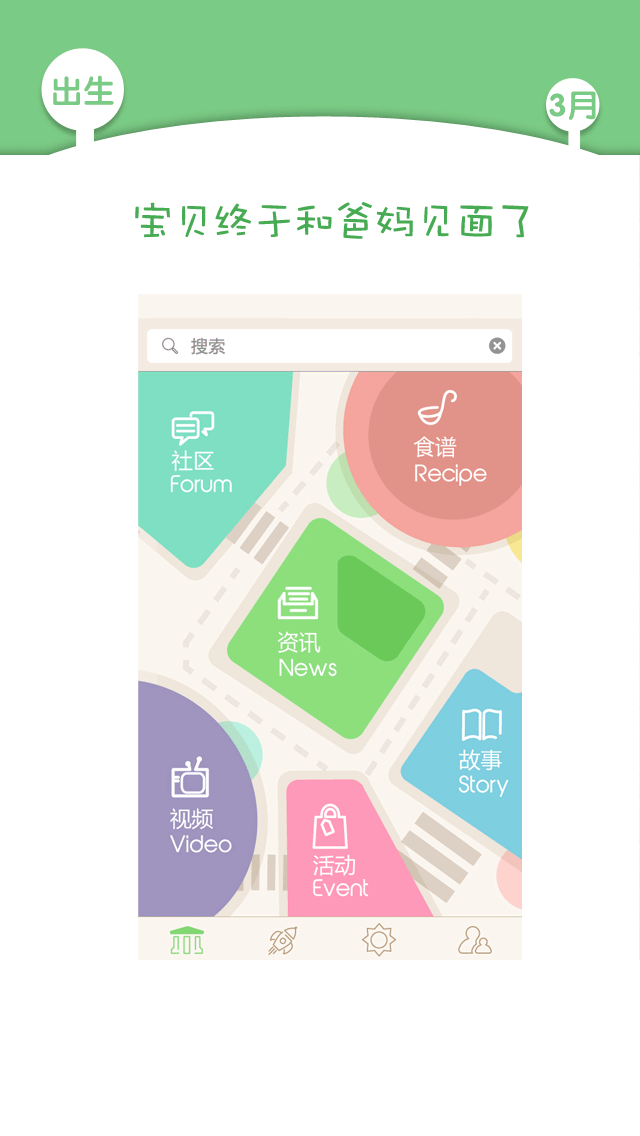 出生
3月
宝贝终于和爸妈见面了
搜索
社区
Forum
食谱
Recipe
资讯
News
故事
Story
视频
Video
活动
Event